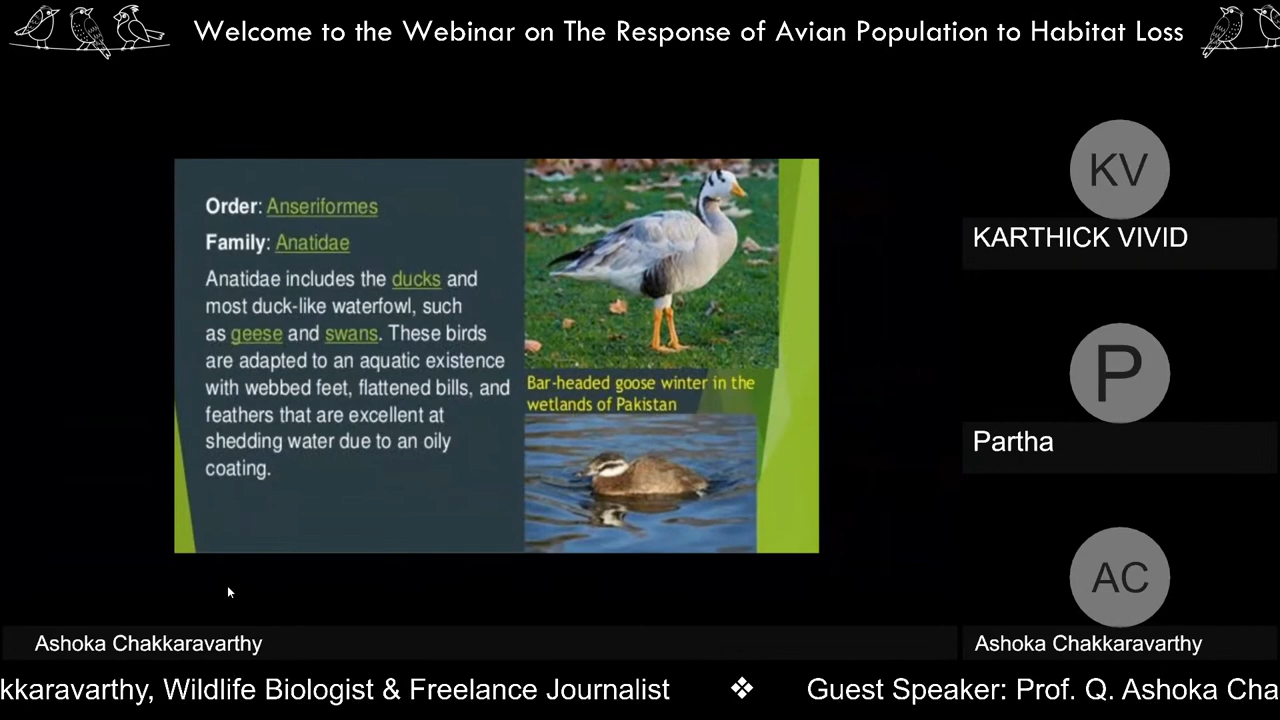 Welcome to the Webinar on The Response of Avian Population to Habitat Loss
Order: Anseriformes
Family: Anatidae
Anatidae includes the ducks and
most duck-like waterfowl, such
as geese and swans. These birds
are adapted to an aquatic existence
with webbed feet, flattened bills, and
feathers that are excellent at
shedding water due to an oily
coating.
Bar-headed goose winter in the
wetlands of Pakistan
KV
KARTHICK VIVID
P
Partha
AC
Ashoka Chakkaravarthy
Ashoka Chakkaravarthy
kkaravarthy, Wildlife Biologist & Freelance Journalist ❖ Guest Speaker: Prof. Q. Ashoka Cha